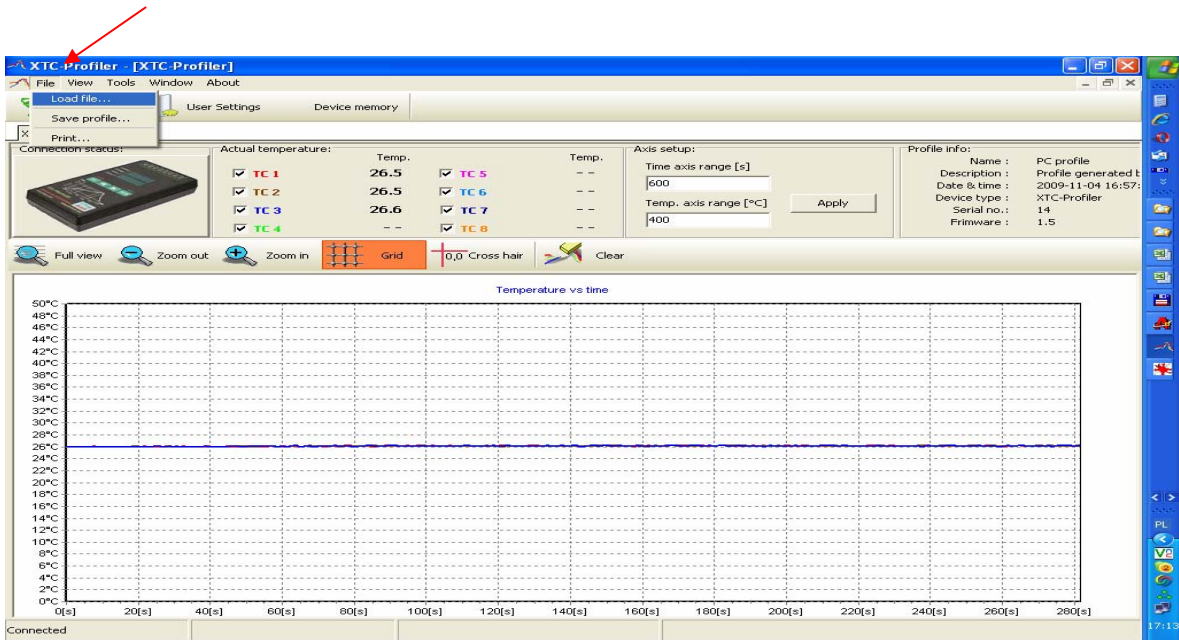 XTC-Profiler - [XTC-Profiler]
File View Tools Window About
Load file...
Save profile...
Print...
User Settings Device memory
Connection status:
Actual temperature:
Temp. Temp.
TC 1 26.5 TC 5 - -
TC 2 26.5 TC 6 - -
TC 3 26.6 TC 7 - -
TC 4 - - TC 8 - -
Axis setup:
Time axis range [s]
600
Temp. axis range [°C]
400
Apply
Profile info:
Name : PC profile
Description : Profile generated
Date & time : 2009-11-04 16:57:
Device type : XTC-Profiler
Serial no.: 14
Frimware : 1.5
Full view Zoom out Zoom in Grid 0,0 Cross hair Clear
Temperature vs time
50°C
48°C
46°C
44°C
42°C
40°C
38°C
36°C
34°C
32°C
30°C
28°C
26°C
24°C
22°C
20°C
18°C
16°C
14°C
12°C
10°C
8°C
6°C
4°C
2°C
0°C
0[s] 20[s] 40[s] 60[s] 80[s] 100[s] 120[s] 140[s] 160[s] 180[s] 200[s] 220[s] 240[s] 260[s] 280[s]
Connected
PL
V2
17:13